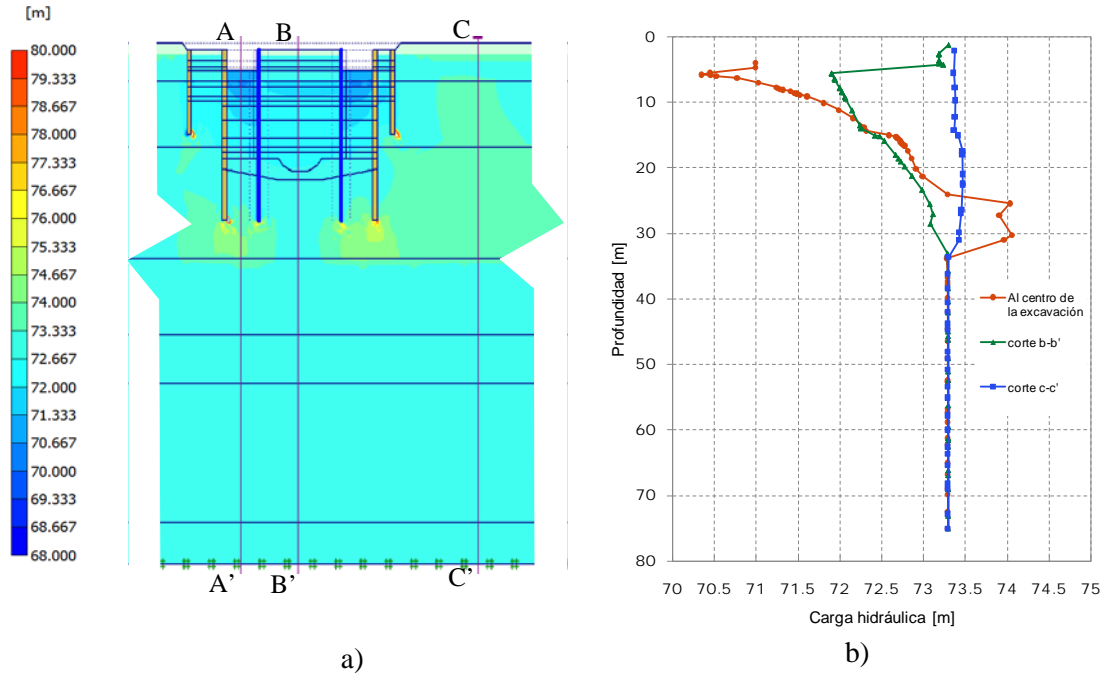 [m]
80.000
79.333
78.667
78.000
77.333
76.667
76.000
75.333
74.667
74.000
73.333
72.667
72.000
71.333
70.667
70.000
69.333
68.667
68.000
A B C
A' B' C'
a)
0
10
20
30
40
50
60
70
80
Profundidad [m]
Al centro de
la excavación
corte b-b'
corte c-c'
70 70.5 71 71.5 72 72.5 73 73.5 74 74.5 75
Carga hidráulica [m]
b)